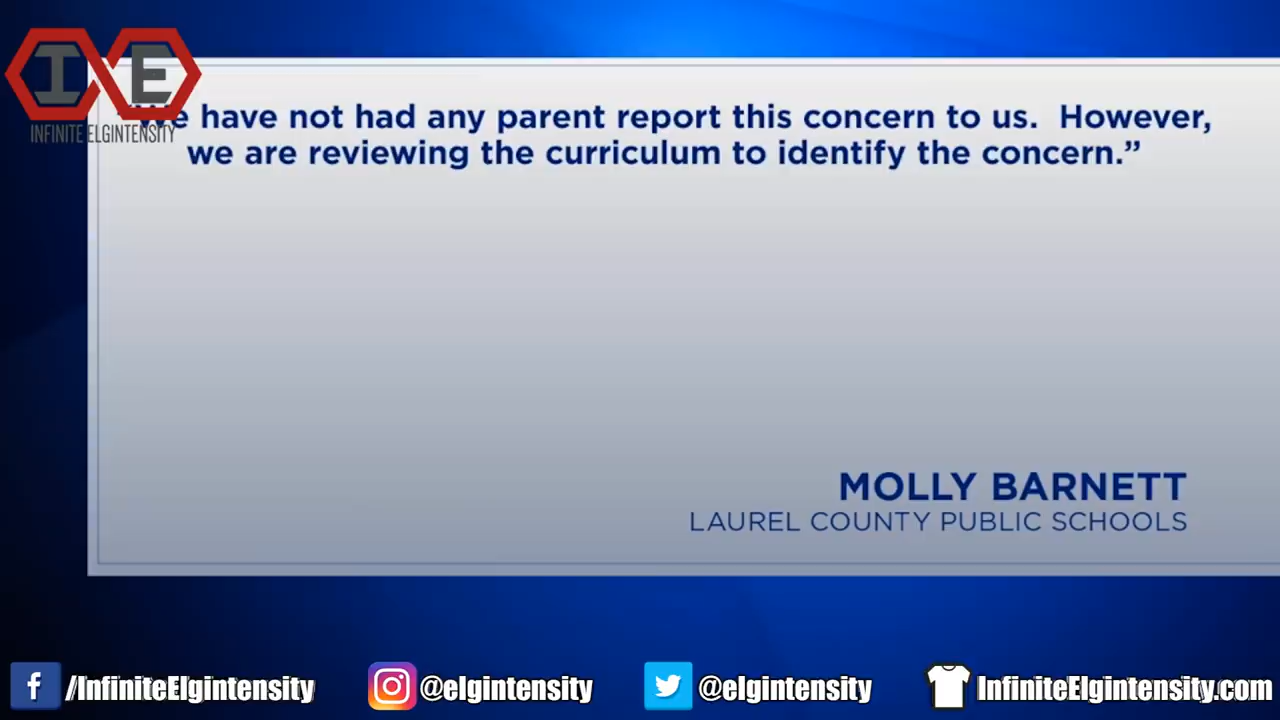 I E
INFINITE ELGINTENSITY
“We have not had any parent report this concern to us. However,
we are reviewing the curriculum to identify the concern.”
MOLLY BARNETT
LAUREL COUNTY PUBLIC SCHOOLS
f /InfiniteElgintensity @elgintensity @elgintensity InfiniteElgintensity.com